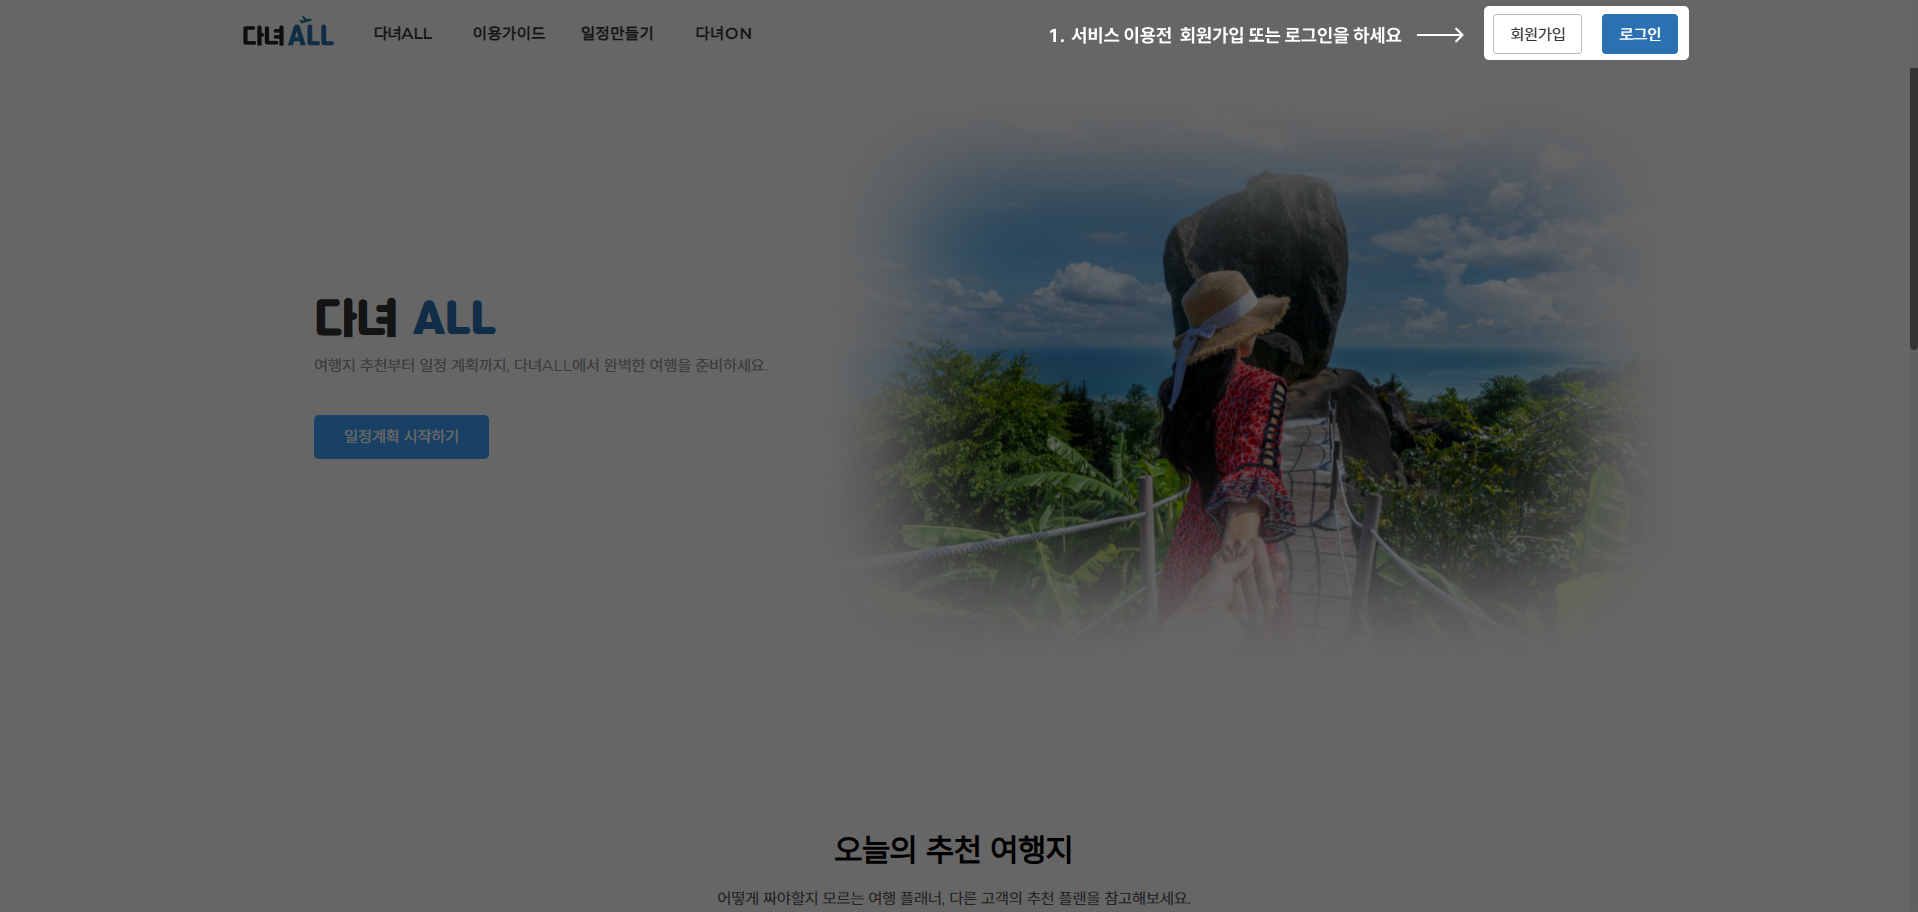 다녀ALL
다녀ALL 이용가이드 일정만들기 다녀ON
1. 서비스 이용전 회원가입 또는 로그인을 하세요
회원가입 로그인
다녀 ALL
여행지 추천부터 일정 계획까지, 다녀ALL에서 완벽한 여행을 준비하세요.
일정계획 시작하기
오늘의 추천 여행지
어떻게 짜야할지 모르는 여행 플래너, 다른 고객의 추천 플랜을 참고해보세요.